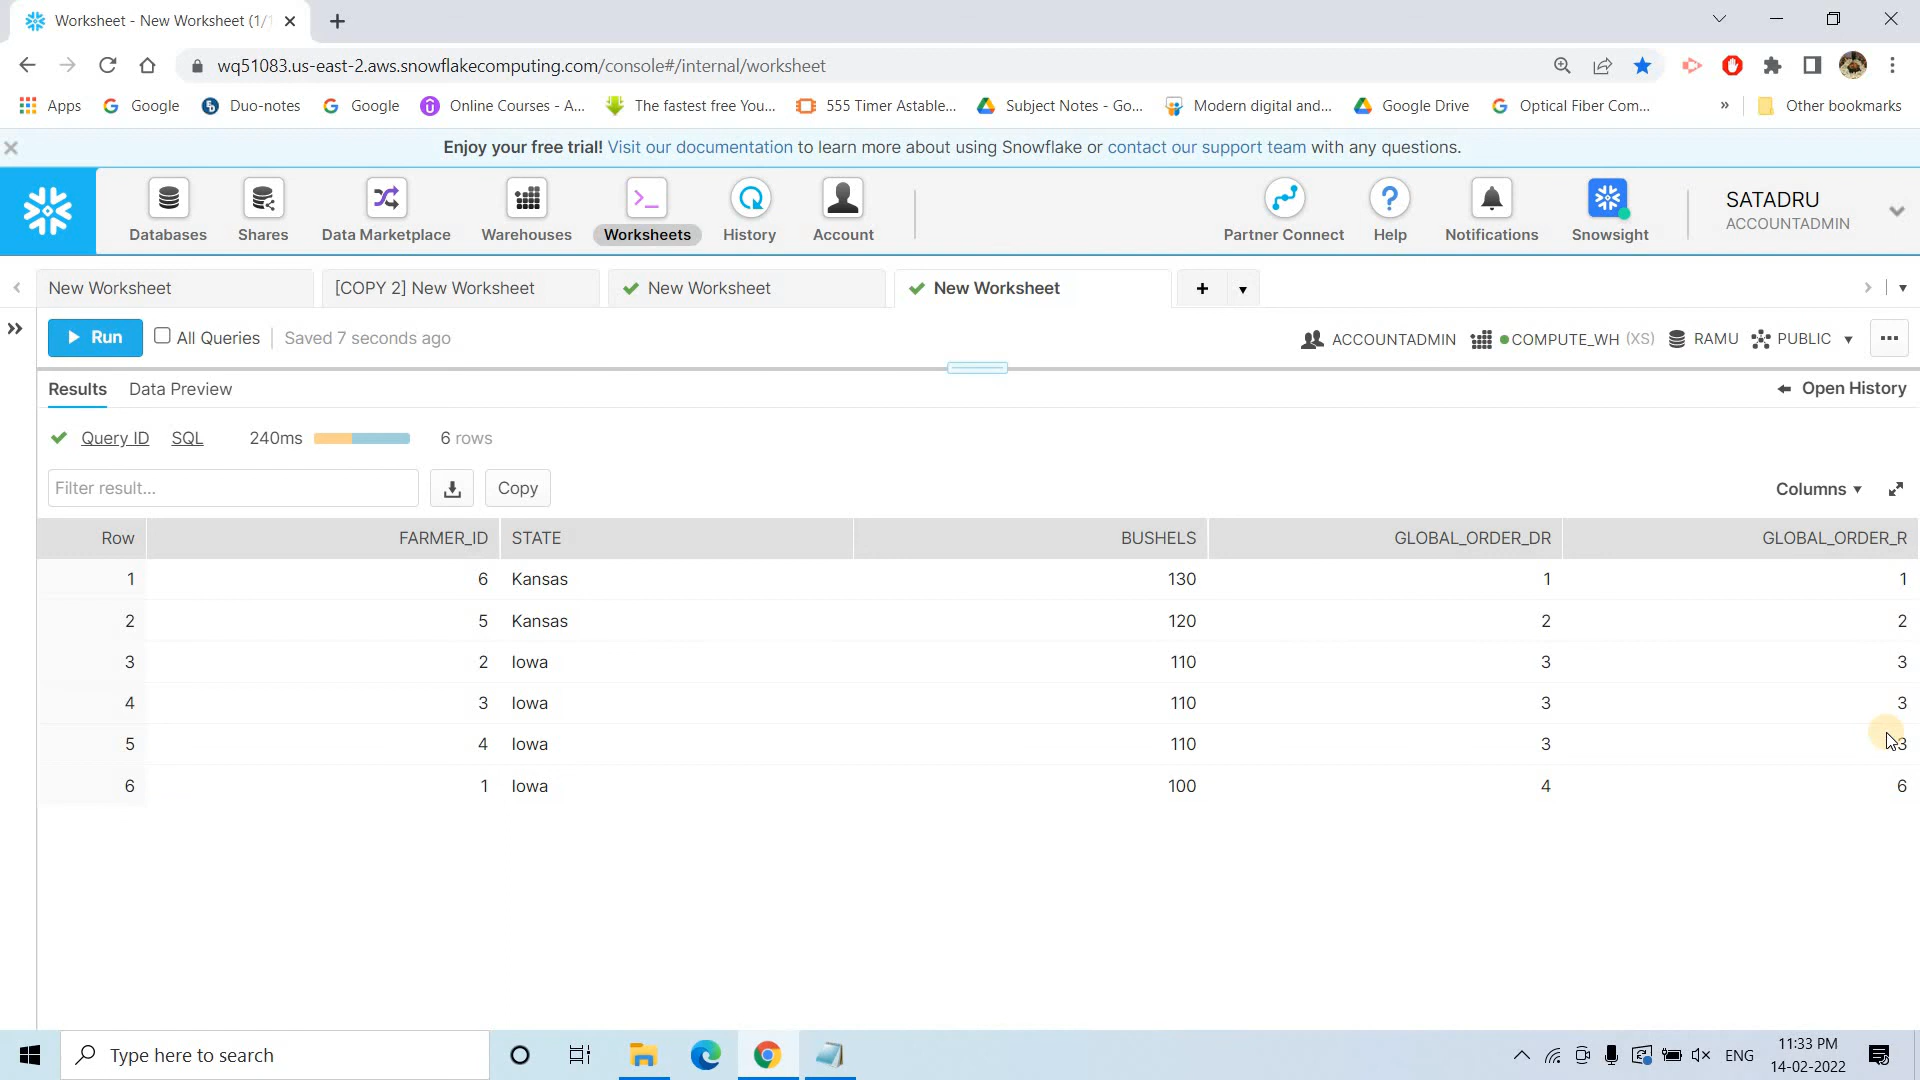 Worksheet - New Worksheet (1/1
wq51083.us-east-2.aws.snowflakecomputing.com/console#/internal/worksheet
Apps Google Duo-notes Google Online Courses - A... The fastest free You... 555 Timer Astable... Subject Notes - Go... Modern digital and... Google Drive Optical Fiber Com... » Other bookmarks
Enjoy your free trial! Visit our documentation to learn more about using Snowflake or contact our support team with any questions.
Databases Shares Data Marketplace Warehouses Worksheets History Account Partner Connect Help Notifications Snowsight
SATADRU
ACCOUNTADMIN
New Worksheet [COPY 2] New Worksheet New Worksheet New Worksheet
Run All Queries Saved 7 seconds ago ACCOUNTADMIN COMPUTE_WH (XS) RAMU PUBLIC
Results Data Preview Open History
Query ID SQL 240ms 6 rows
Filter result... Copy Columns
Row FARMER_ID STATE BUSHELS GLOBAL_ORDER_DR GLOBAL_ORDER_R
1 6 Kansas 130 1 1
2 5 Kansas 120 2 2
3 2 Iowa 110 3 3
4 3 Iowa 110 3 3
5 4 Iowa 110 3 3
6 1 Iowa 100 4 6
Type here to search
ENG
11:33 PM
14-02-2022